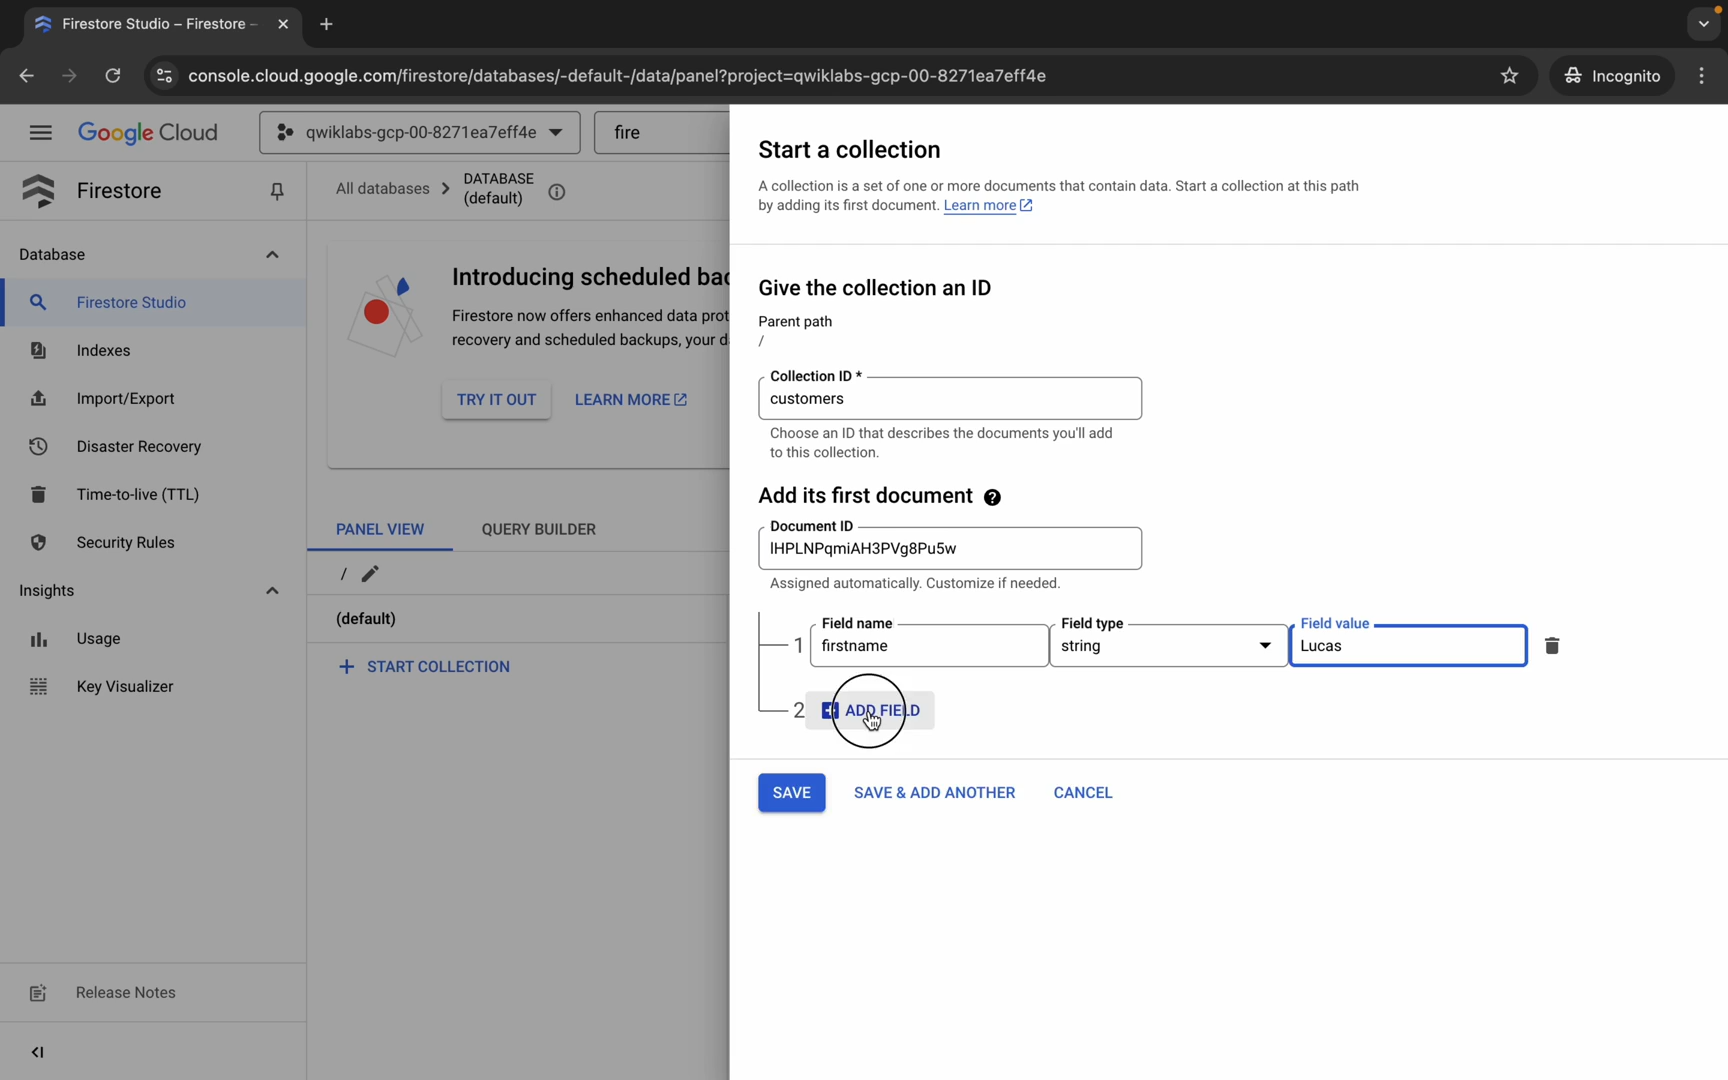 Firestore Studio – Firestore –
console.cloud.google.com/firestore/databases/-default-/data/panel?project=qwiklabs-gcp-00-8271ea7eff4e
Incognito
Google Cloud
qwiklabs-gcp-00-8271ea7eff4e
fire
Firestore
All databases
DATABASE
(default)
Database
Firestore Studio
Indexes
Import/Export
Disaster Recovery
Time-to-live (TTL)
Security Rules
Insights
Usage
Key Visualizer
Release Notes
Introducing scheduled bac
Firestore now offers enhanced data prot
recovery and scheduled backups, your d
TRY IT OUT
LEARN MORE
PANEL VIEW
QUERY BUILDER
/
(default)
START COLLECTION
Start a collection
A collection is a set of one or more documents that contain data. Start a collection at this path
by adding its first document. Learn more
Give the collection an ID
Parent path
/
Collection ID *
customers
Choose an ID that describes the documents you'll add
to this collection.
Add its first document
Document ID
lHPLNPqmiAH3PVg8Pu5w
Assigned automatically. Customize if needed.
1
Field name
firstname
Field type
string
Field value
Lucas
2
ADD FIELD
SAVE
SAVE & ADD ANOTHER
CANCEL